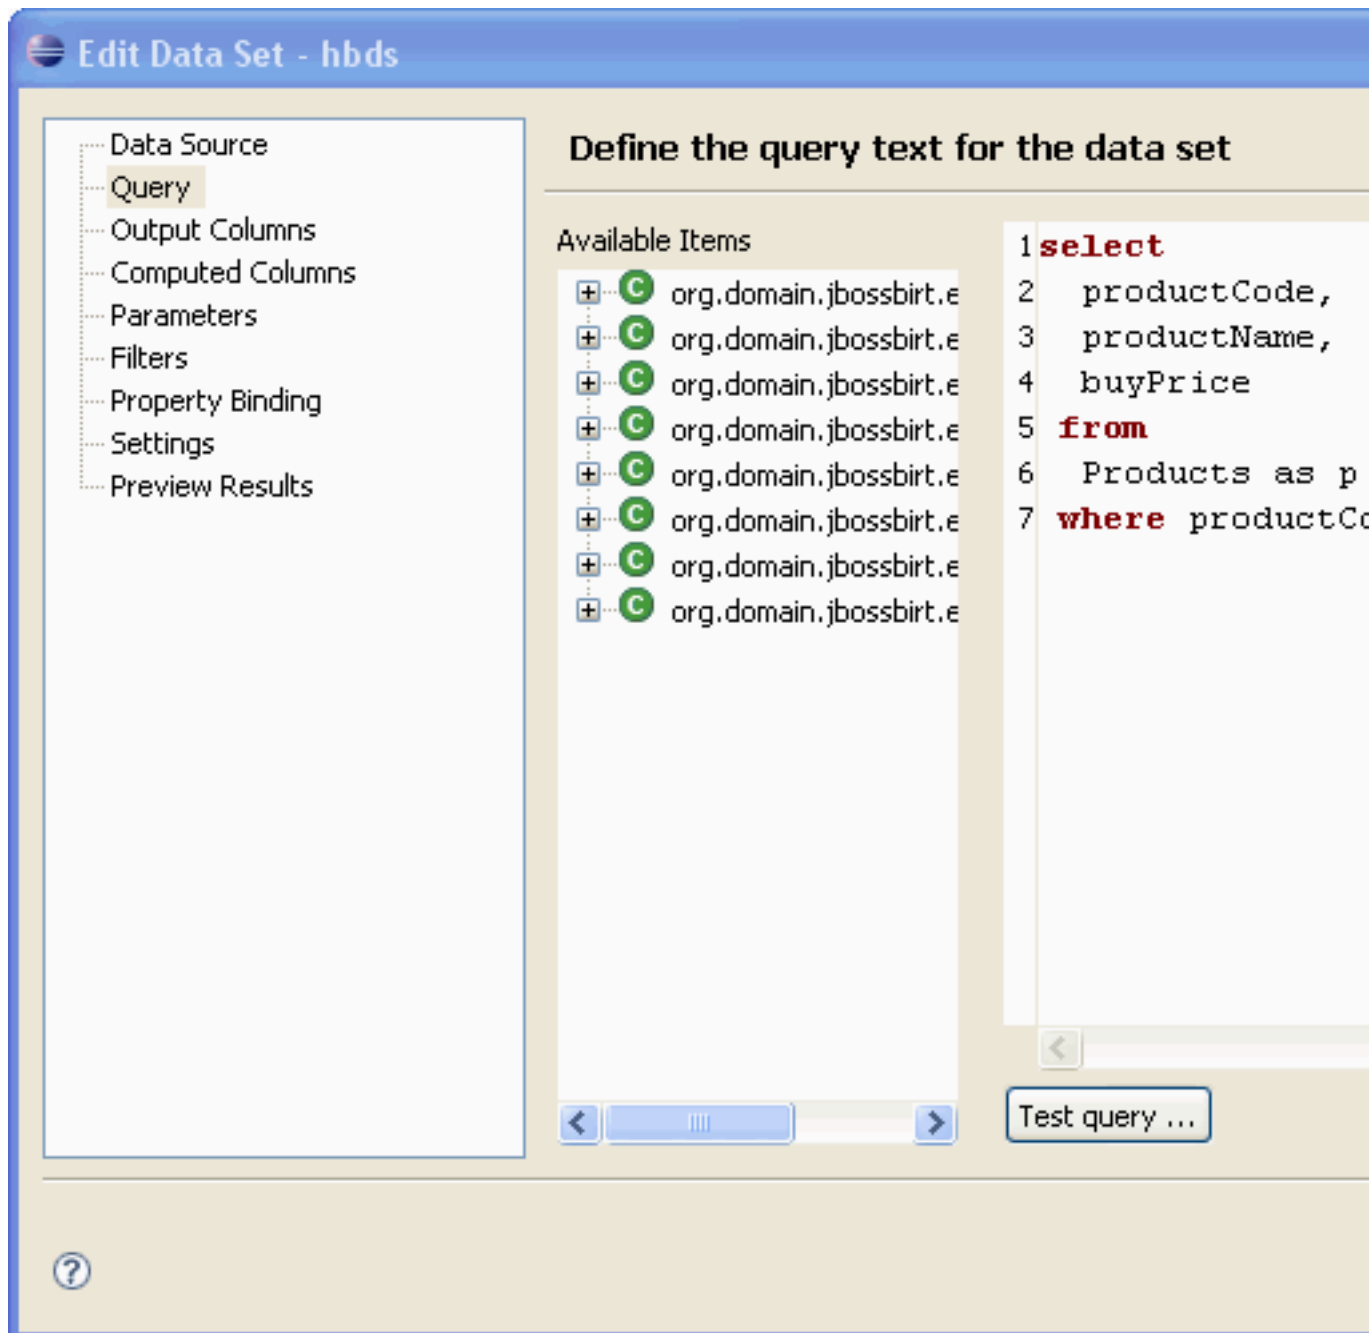 Edit Data Set - hbds
Data Source
Query
Output Columns
Computed Columns
Parameters
Filters
Property Binding
Settings
Preview Results
Define the query text for the data set
Available Items
C org.domain.jbossbirt.e
C org.domain.jbossbirt.e
C org.domain.jbossbirt.e
C org.domain.jbossbirt.e
C org.domain.jbossbirt.e
C org.domain.jbossbirt.e
C org.domain.jbossbirt.e
C org.domain.jbossbirt.e
1 select
2 productCode,
3 productName,
4 buyPrice
5 from
6 Products as p
7 where productCo
Test query ...
?